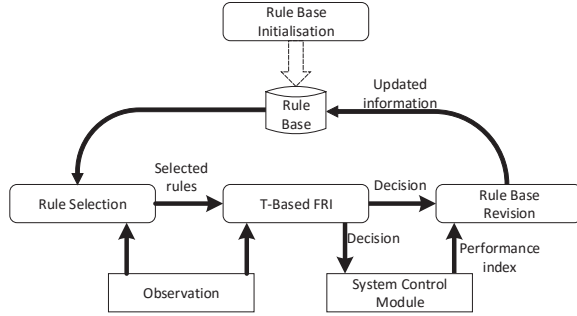 Rule Base
Initialisation
Rule
Base
Updated
information
Selected
rules
Rule Selection
T-Based FRI
Decision
Rule Base
Revision
Decision
Performance
index
Observation
System Control
Module